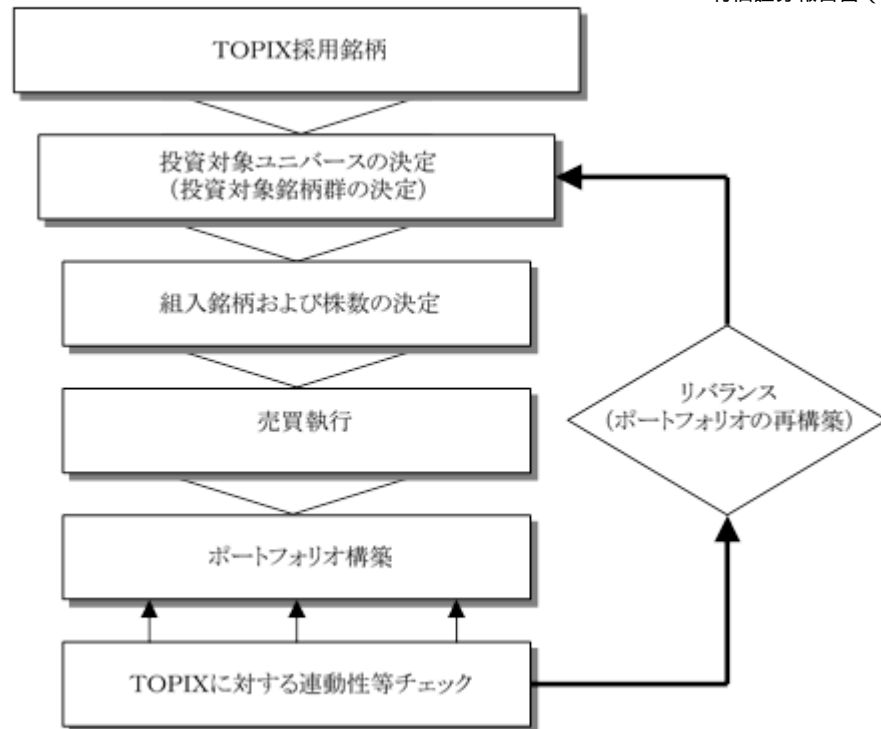 TOPIX採用銘柄
投資対象ユニバースの決定
(投資対象銘柄群の決定)
組入銘柄および株数の決定
売買執行
リバランス
(ポートフォリオの再構築)
ポートフォリオ構築
TOPIXに対する連動性等チェック